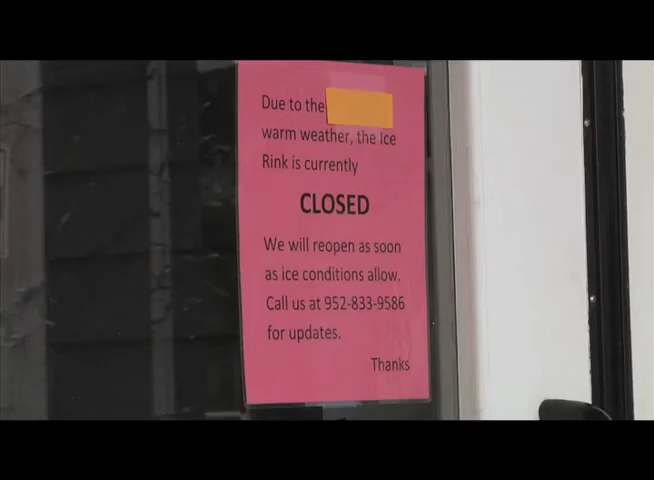 Due to the
warm weather, the Ice
Rink is currently
CLOSED
We will reopen as soon
as ice conditions allow.
Call us at 952-833-9586
for updates.
Thanks